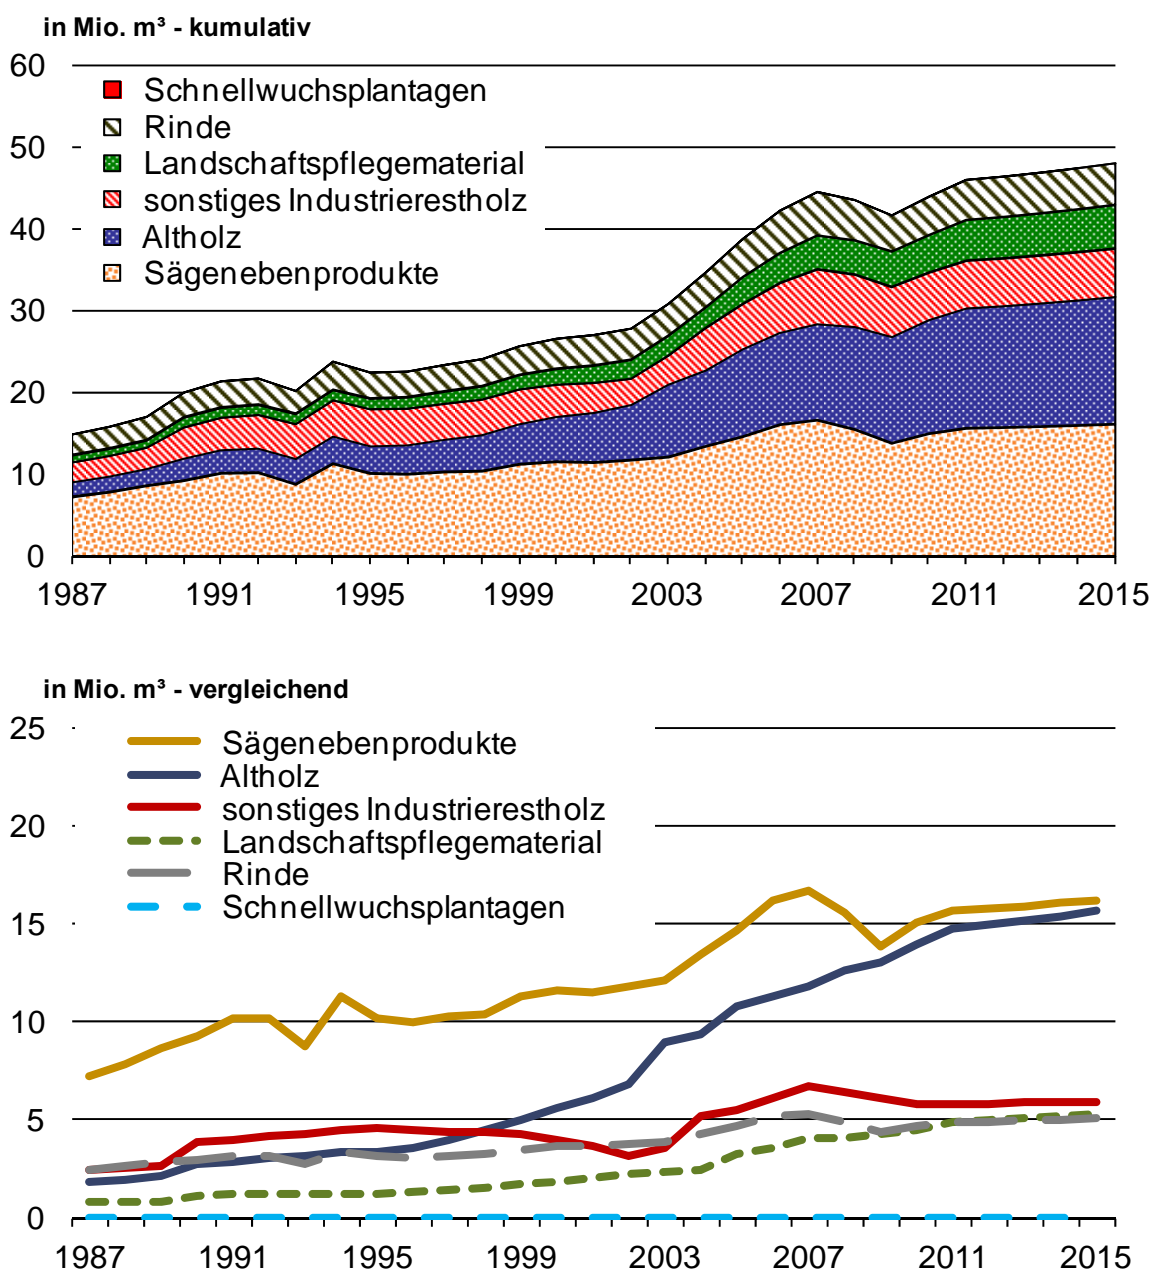 in Mio. m³ - kumulativ
60
50
40
30
20
10
0
Schnellwuchsplantagen
Rinde
Landschaftspflegematerial
sonstiges Industrierestholz
Altholz
Sägenebenprodukte
1987 1991 1995 1999 2003 2007 2011 2015
in Mio. m³ - vergleichend
25
20
15
10
5
0
Sägenebenprodukte
Altholz
sonstiges Industrierestholz
Landschaftspflegematerial
Rinde
Schnellwuchsplantagen
1987 1991 1995 1999 2003 2007 2011 2015